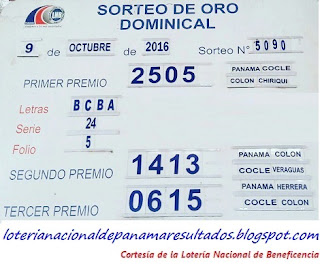 SORTEO DE ORO
DOMINICAL
9 de OCTUBRE de 2016 Sorteo N° 5090
PRIMER PREMIO 2505 PANAMA COCLE
COLON CHIRIQUI
Letras BCBA
Serie 24
Folio 5
SEGUNDO PREMIO 1413 PANAMA COLON
COCLE VERAGUAS
TERCER PREMIO 0615 PANAMA HERRERA
COCLE COLON
loterianacionaldepanamaresultados.blogspot.com
Cortesía de la Lotería Nacional de Beneficencia